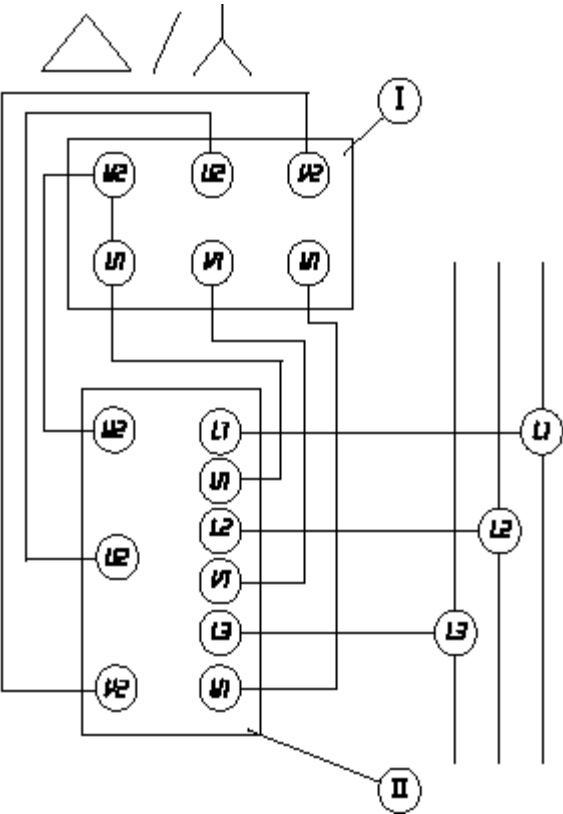 I
W2 U2 V2
U1 V1 W1
W2 L1 L1
U1
L2 L2
U2
V1
L3 L3
V2 W1
II